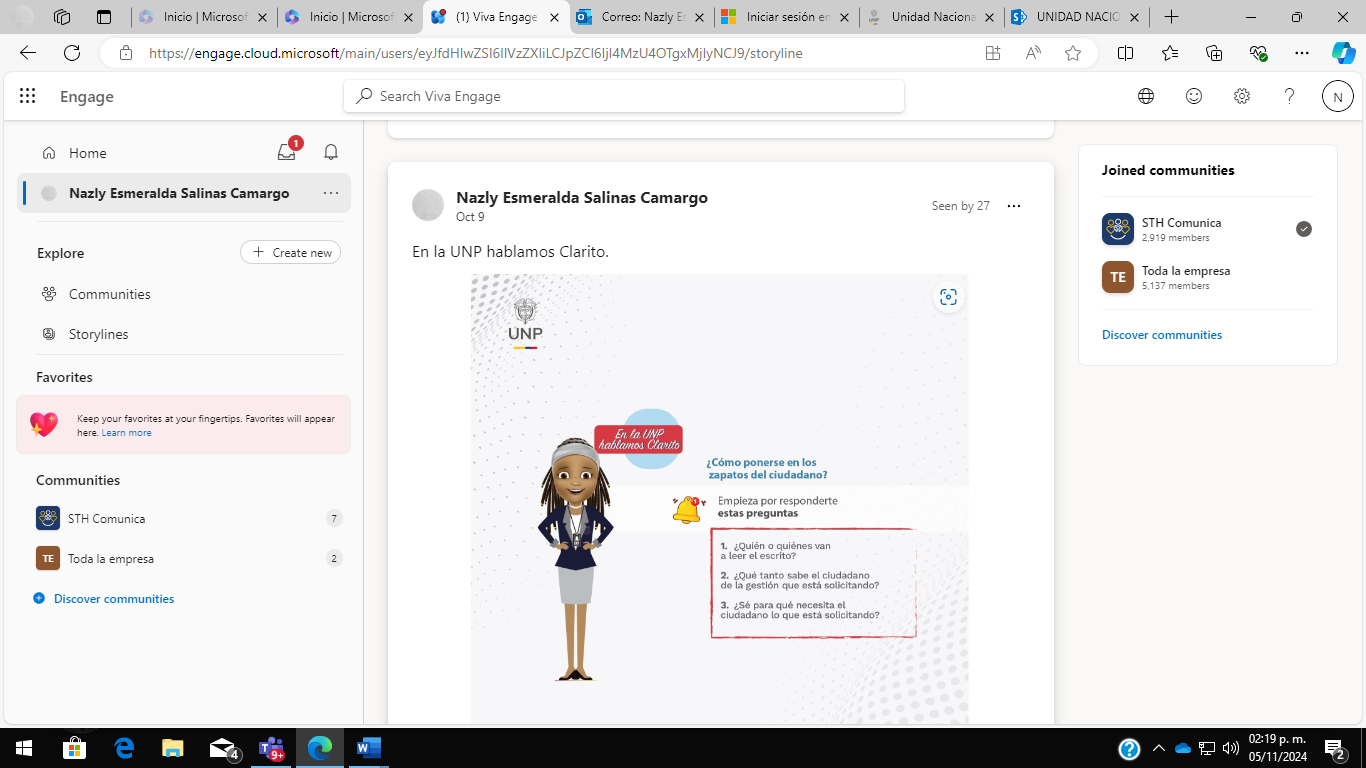 Inicio | Microsof
Inicio | Microsof
(1) Viva Engage
Correo: Nazly Es
Iniciar sesión en
Unidad Naciona
UNIDAD NACIO
https://engage.cloud.microsoft/main/users/eyJfdHlwZSI6IlVzZXIiLCJpZCI6IjI4MzU4OTgxMjIyNCJ9/storyline
Engage
Search Viva Engage
N
Home
1
Nazly Esmeralda Salinas Camargo
Explore
Create new
Communities
Storylines
Favorites
Keep your favorites at your fingertips. Favorites will appear
here. Learn more
Communities
STH Comunica
7
TE
Toda la empresa
2
Discover communities
Nazly Esmeralda Salinas Camargo
Oct 9
Seen by 27
En la UNP hablamos Clarito.
UNP
En la UNP
hablamos Clarito
¿Cómo ponerse en los
zapatos del ciudadano?
Empieza por responderte
estas preguntas
1. ¿Quién o quiénes van
a leer el escrito?
2. ¿Qué tanto sabe el ciudadano
de la gestión que está solicitando?
3. ¿Sé para qué necesita el
ciudadano lo que está solicitando?
Joined communities
STH Comunica
2,919 members
TE
Toda la empresa
5,137 members
Discover communities
4
9+
02:19 p. m.
05/11/2024
2